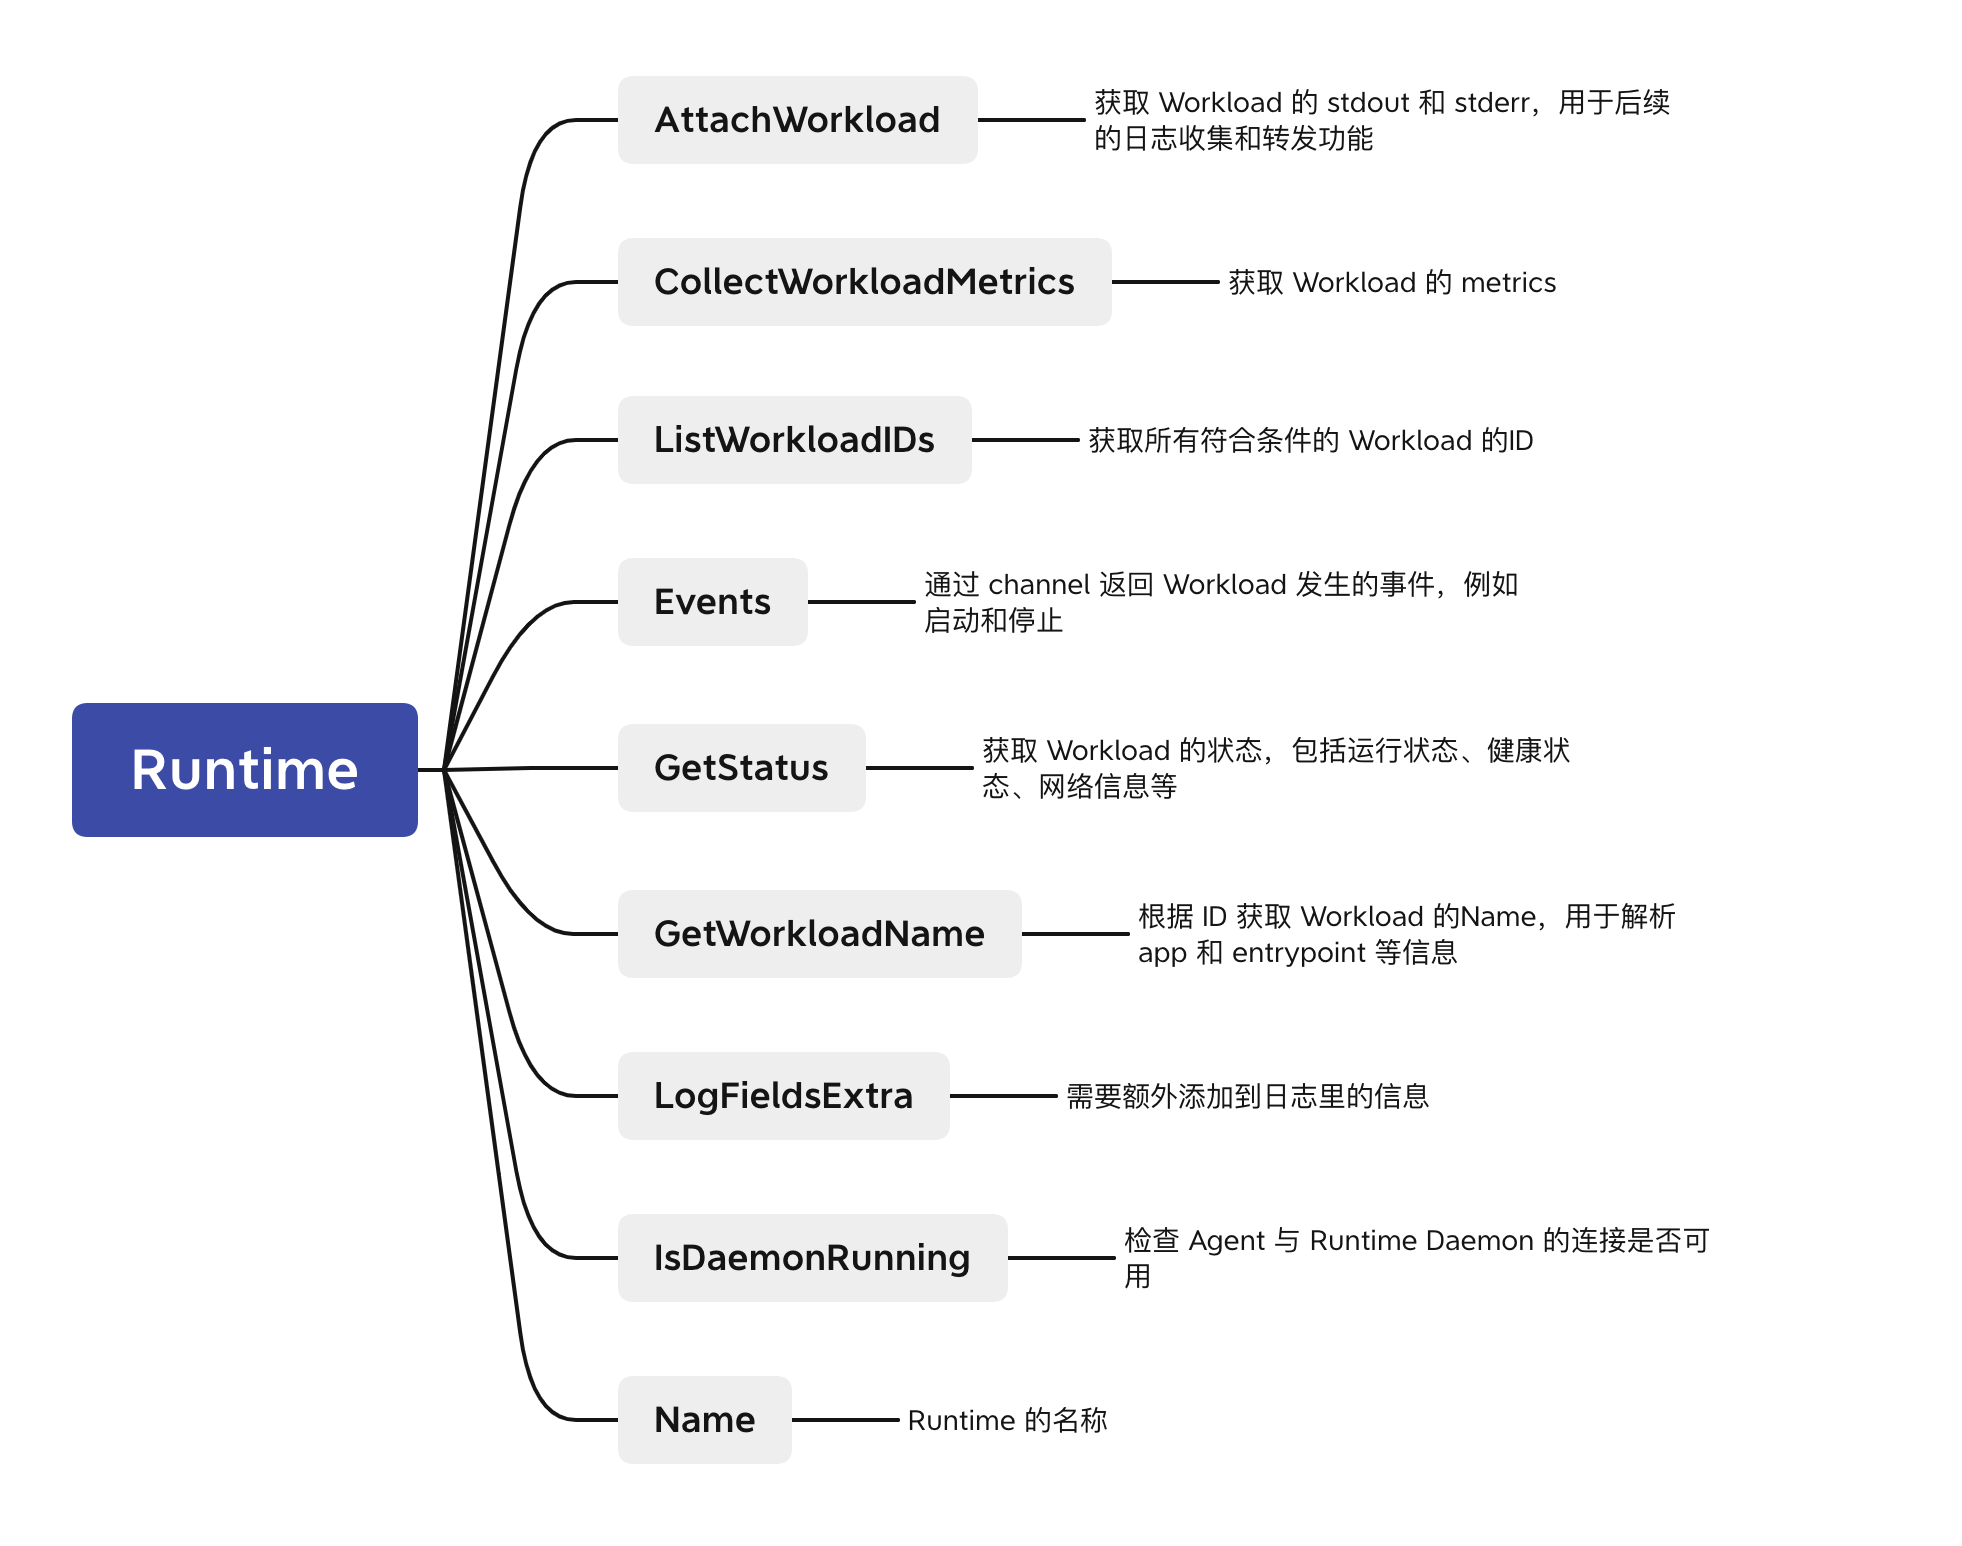 AttachWorkload
获取 Workload 的 stdout 和 stderr，用于后续
的日志收集和转发功能
CollectWorkloadMetrics
获取 Workload 的 metrics
ListWorkloadIDs
获取所有符合条件的 Workload 的ID
Events
通过 channel 返回 Workload 发生的事件，例如
启动和停止
Runtime
GetStatus
获取 Workload 的状态，包括运行状态、健康状
态、网络信息等
GetWorkloadName
根据 ID 获取 Workload 的Name，用于解析
app 和 entrypoint 等信息
LogFieldsExtra
需要额外添加到日志里的信息
IsDaemonRunning
检查 Agent 与 Runtime Daemon 的连接是否可
用
Name
Runtime 的名称